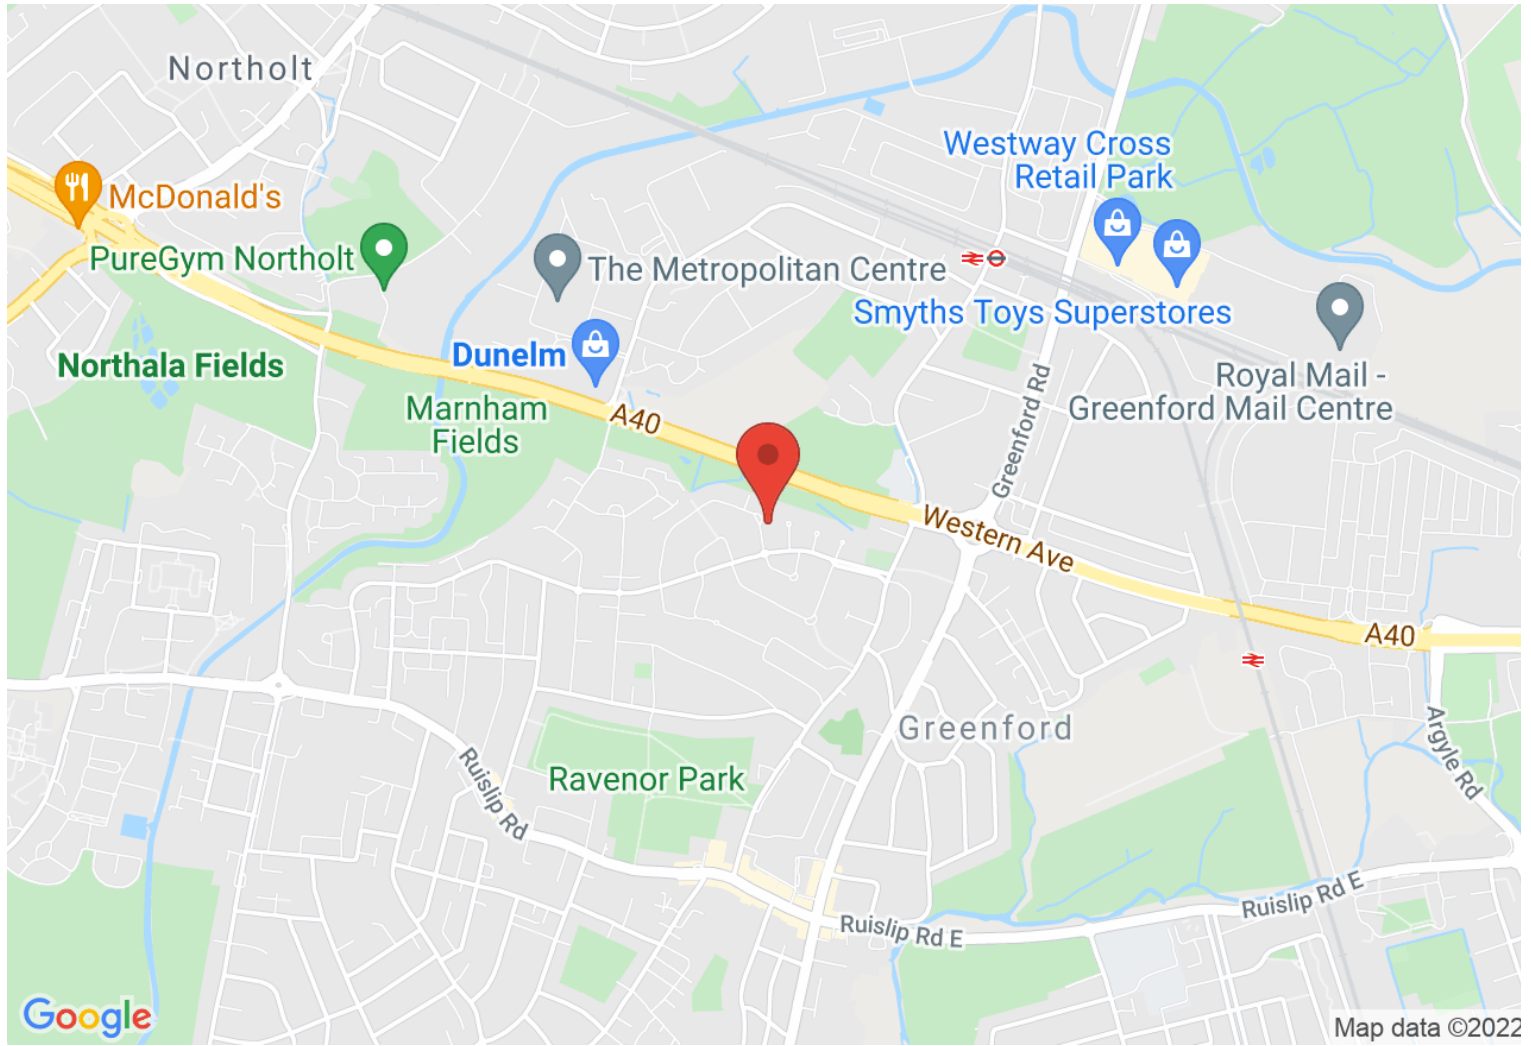 Northolt
Westway Cross
Retail Park
McDonald's
PureGym Northolt
The Metropolitan Centre
Smyths Toys Superstores
Dunelm
Northala Fields
Royal Mail -
Greenford Mail Centre
Marnham
Fields
A40
Greenford Rd
Western Ave
A40
Greenford
Argyle Rd
Ruislip Rd
Ravenor Park
Ruislip Rd E
Ruislip Rd E
Google
Map data ©2022